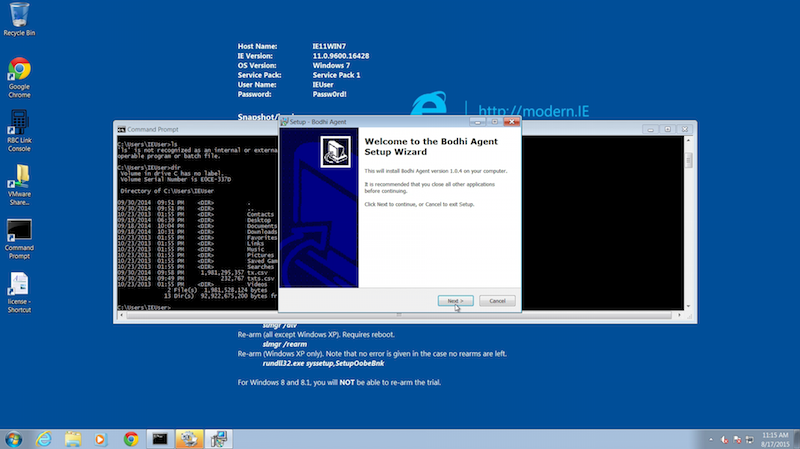 Recycle Bin
Google
Chrome
RBC Link
Console
VMware
Share...
Command
Prompt
license -
Shortcut
Host Name: IE11WIN7
IE Version: 11.0.9600.16428
OS Version: Windows 7
Service Pack: Service Pack 1
User Name: IEUser
Password: Passw0rd!
http://modern.IE
Command Prompt
C:\Users\IEUser>ls
'ls' is not recognized as an internal or exter
operable program or batch file.
C:\Users\IEUser>dir
Volume in drive C has no label.
Volume Serial Number is E0CE-337D
Directory of C:\Users\IEUser
09/30/2014 09:51 PM <DIR> .
09/30/2014 09:51 PM <DIR> ..
10/23/2013 01:55 PM <DIR> Contacts
09/19/2014 06:39 PM <DIR> Desktop
09/18/2014 10:04 PM <DIR> Documents
09/18/2014 10:01 PM <DIR> Downloads
10/23/2013 01:55 PM <DIR> Favorites
10/23/2013 01:55 PM <DIR> Links
10/23/2013 01:55 PM <DIR> Music
10/23/2013 01:55 PM <DIR> Pictures
10/23/2013 01:55 PM <DIR> Saved Game
10/23/2013 01:55 PM <DIR> Searches
09/30/2014 09:58 PM 1,981,295,357 tx.csv
09/30/2014 09:49 PM 232,767 txts.csv
10/23/2013 01:55 PM <DIR> Videos
2 File(s) 1,981,528,124 bytes
13 Dir(s) 92,922,675,200 bytes fr
C:\Users\IEUser>
Setup - Bodhi Agent
Welcome to the Bodhi Agent
Setup Wizard
This will install Bodhi Agent version 1.0.4 on your computer.
It is recommended that you close all other applications
before continuing.
Click Next to continue, or Cancel to exit Setup.
Next >
Cancel
slmgr /dlv
Re-arm (all except Windows XP). Requires reboot.
slmgr /rearm
Re-arm (Windows XP only). Note that no error is given in the case no rearms are left.
rundll32.exe syssetup,SetupOobeBnk
For Windows 8 and 8.1, you will NOT be able to re-arm the trial.
11:15 AM
8/17/2015